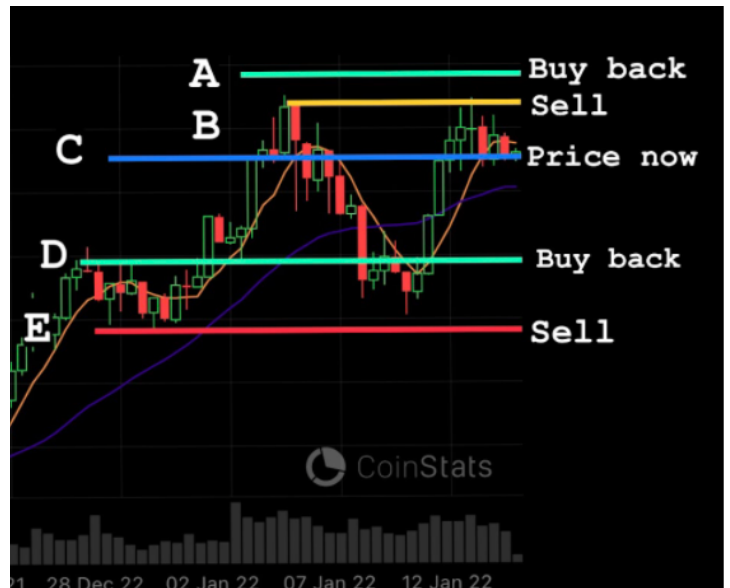 A Buy back
Sell
B
C Price now
D Buy back
E Sell
CoinStats
21 28 Dec 22 02 Jan 22 07 Jan 22 12 Jan 22